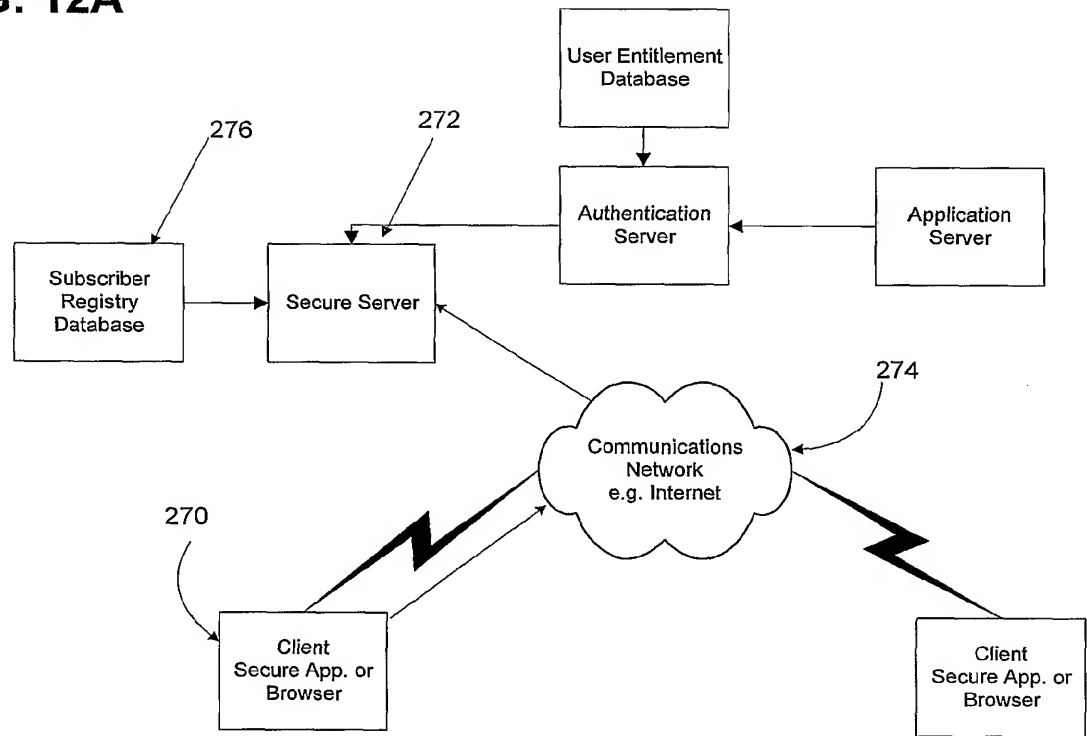 12A
User Entitlement
Database
276
272
Authentication
Server
Application
Server
Subscriber
Registry
Database
Secure Server
274
Communications
Network
e.g. Internet
270
Client
Secure App. or
Browser
Client
Secure App. or
Browser